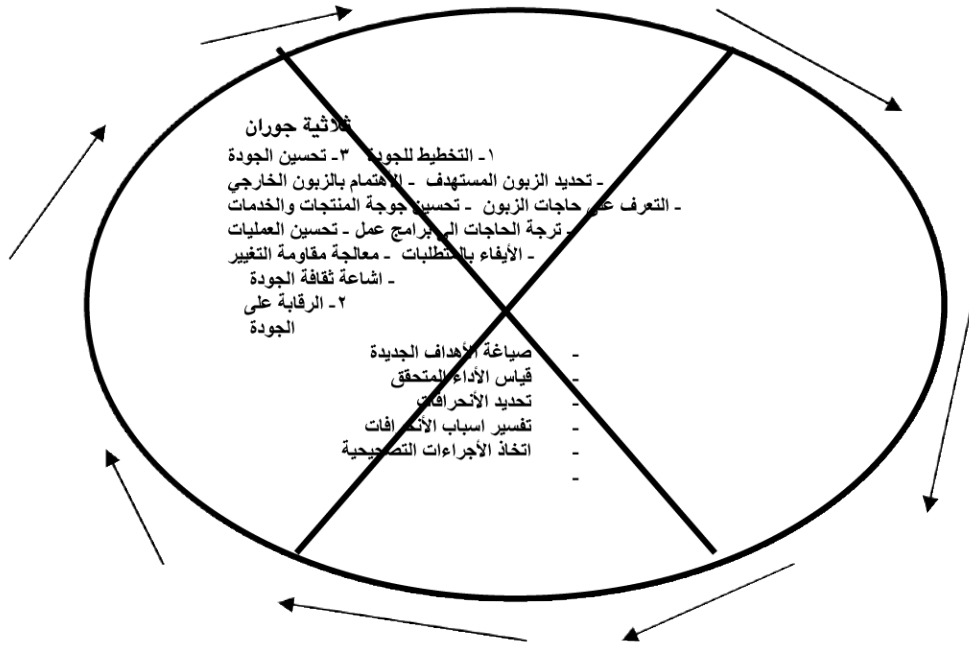 ثلاثية جوران
١- التخطيط للجودة ٣- تحسين الجودة
- تحديد الزبون المستهدف - الاهتمام بالزبون الخارجي
- التعرف على حاجات الزبون - تحسين جوجة المنتجات والخدمات
- ترجة الحاجات الى برامج عمل - تحسين العمليات
- الأيفاء بالمتطلبات - معالجة مقاومة التغيير
- اشاعة ثقافة الجودة
٢- الرقابة على
الجودة
- صياغة الأهداف الجديدة
- قياس الأداء المتحقق
- تحديد الأنحرافات
- تفسير اسباب الأنحرافات
- اتخاذ الأجراءات التصحيحية
-